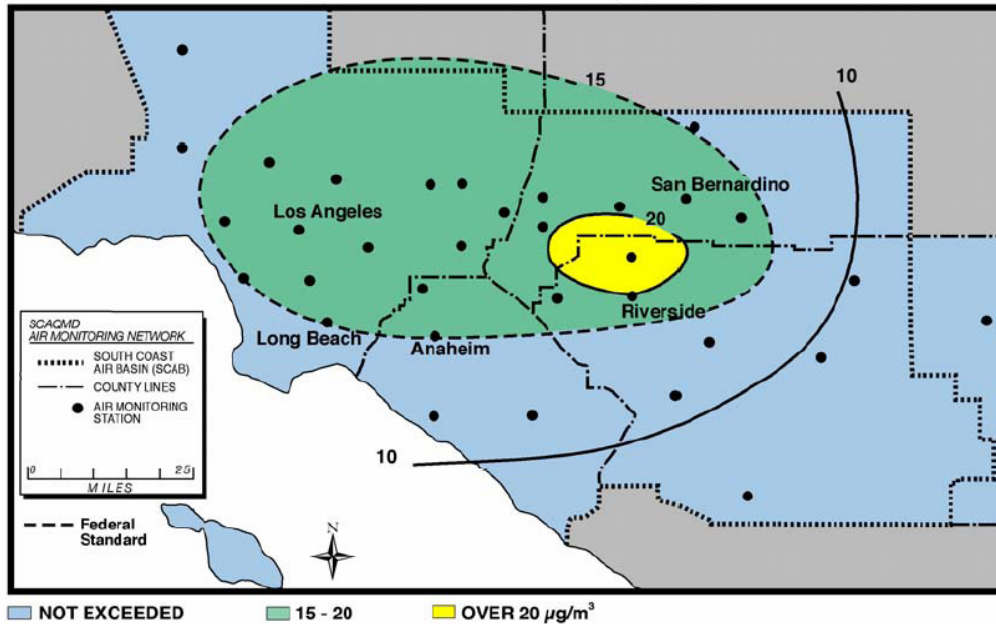 10
15
San Bernardino
20
Los Angeles
Riverside
Long Beach
Anaheim
10
SCAQMD
AIR MONITORING NETWORK
SOUTH COAST
AIR BASIN (SCAB)
COUNTY LINES
AIR MONITORING
STATION
0 25
MILES
Federal
Standard
N
NOT EXCEEDED 15 - 20 OVER 20 µg/m³